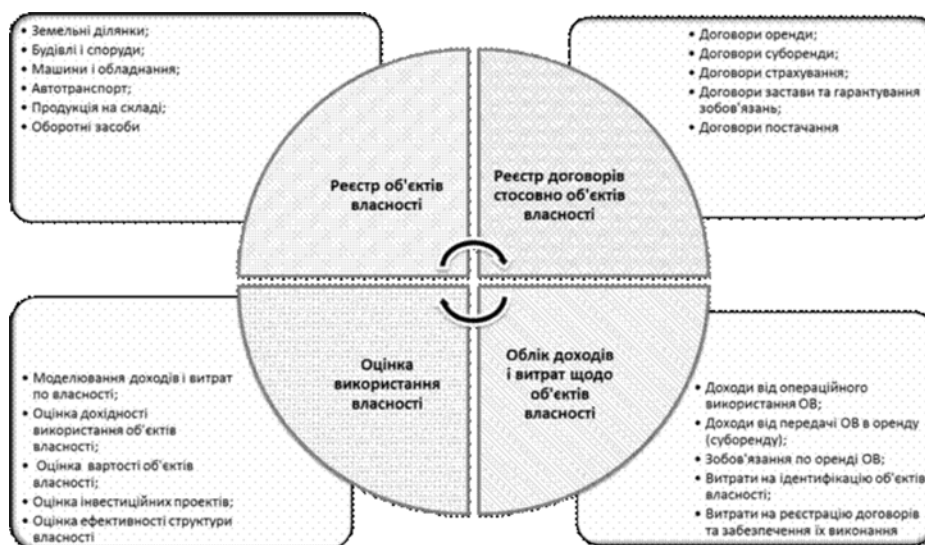 • Земельні ділянки;
• Будівлі і споруди;
• Машини і обладнання;
• Автотранспорт;
• Продукція на складі;
• Оборотні засоби
• Договори оренди;
• Договори суборенди;
• Договори страхування;
• Договори застави та гарантування
зобов'язань;
• Договори постачання
Реєстр об'єктів
власності
Реєстр договорів
стосовно об'єктів
власності
Оцінка
використання
власності
Облік доходів
і витрат щодо
об'єктів
власності
• Моделювання доходів і витрат
по власності;
• Оцінка дохідності
використання об'єктів
власності;
• Оцінка вартості об'єктів
власності;
• Оцінка інвестиційних проектів;
• Оцінка ефективності структури
власності
• Доходи від операційного
використання ОВ;
• Доходи від передачі ОВ в оренду
(суборенду);
• Зобов'язання по оренді ОВ;
• Витрати на ідентифікацію об'єктів
власності;
• Витрати на реєстрацію договорів
та забезпечення їх виконання